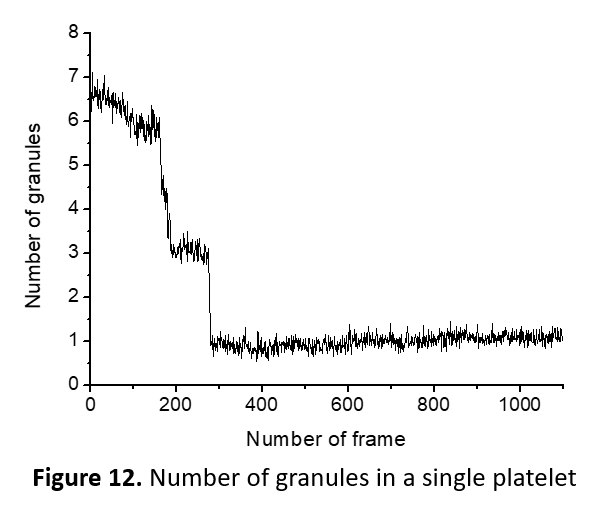 8
7
6
5
4
3
2
1
0
Number of granules
0 200 400 600 800 1000
Number of frame
Figure 12. Number of granules in a single platelet